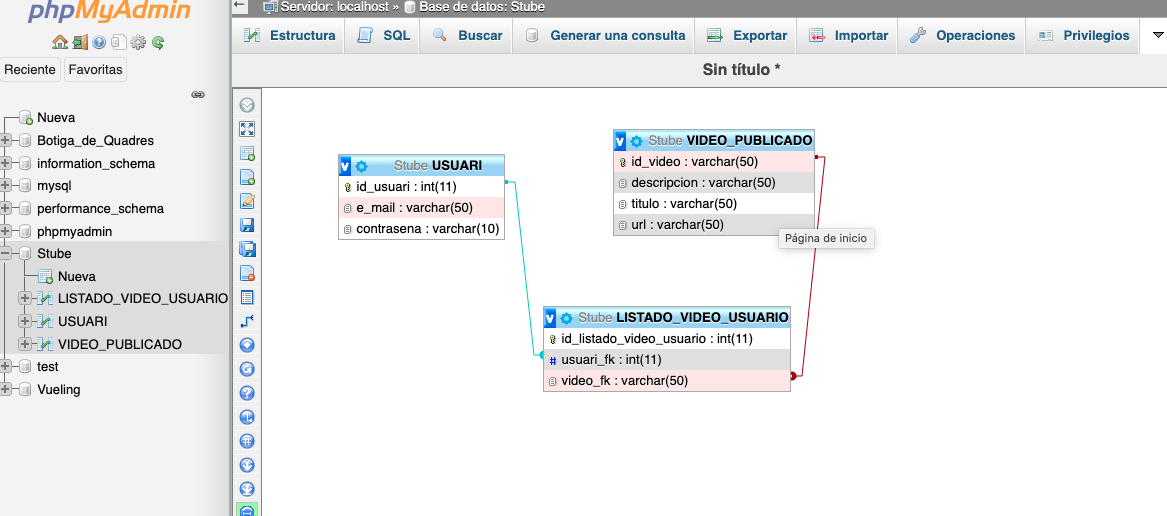 phpMyAdmin
Reciente
Favoritas
Nueva
Botiga_de_Quadres
information_schema
mysql
performance_schema
phpmyadmin
Stube
Nueva
LISTADO_VIDEO_USUARIO
USUARI
VIDEO_PUBLICADO
test
Vueling
Servidor: localhost » Base de datos: Stube
Estructura
SQL
Buscar
Generar una consulta
Exportar
Importar
Operaciones
Privilegios
Sin título *
v Stube USUARI
id_usuari : int(11)
e_mail : varchar(50)
contrasena : varchar(10)
v Stube VIDEO_PUBLICADO
id_video : varchar(50)
descripcion : varchar(50)
titulo : varchar(50)
url : varchar(50)
Página de inicio
v Stube LISTADO_VIDEO_USUARIO
id_listado_video_usuario : int(11)
# usuari_fk : int(11)
video_fk : varchar(50)